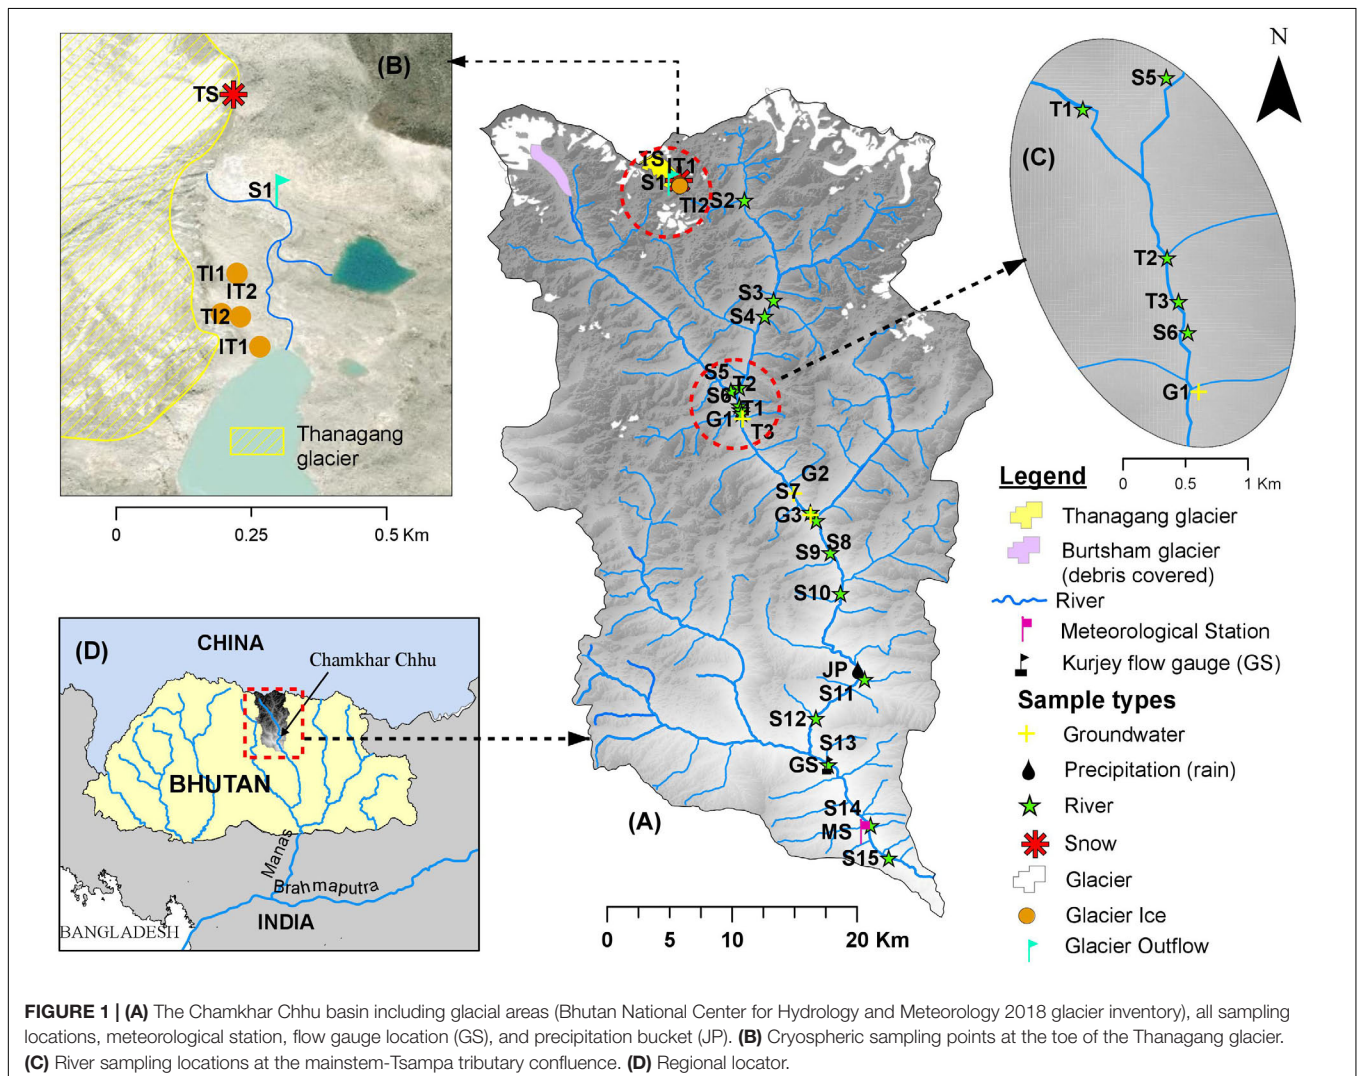 (B)
TS
S1
TI1
IT2
TI2
IT1
Thanagang
glacier
0
0.25
0.5 Km
(D)
CHINA
Chamkhar Chhu
BHUTAN
Manas
Brahmaputra
INDIA
BANGLADESH
TS
IT1
S1
TI2
S2
S3
S4
S5
T2
S6
T1
G1
T3
G2
S7
G3
S8
S9
S10
JP
S11
S12
S13
GS
S14
MS
S15
(A)
0
5
10
20 Km
N
S5
T1
(C)
T2
T3
S6
G1
0
0.5
1 Km
Legend
Thanagang glacier
Burtsham glacier
(debris covered)
River
Meteorological Station
Kurjey flow gauge (GS)
Sample types
Groundwater
Precipitation (rain)
River
Snow
Glacier
Glacier Ice
Glacier Outflow
FIGURE 1 | (A) The Chamkhar Chhu basin including glacial areas (Bhutan National Center for Hydrology and Meteorology 2018 glacier inventory), all sampling
locations, meteorological station, flow gauge location (GS), and precipitation bucket (JP). (B) Cryospheric sampling points at the toe of the Thanagang glacier.
(C) River sampling locations at the mainstem-Tsampa tributary confluence. (D) Regional locator.